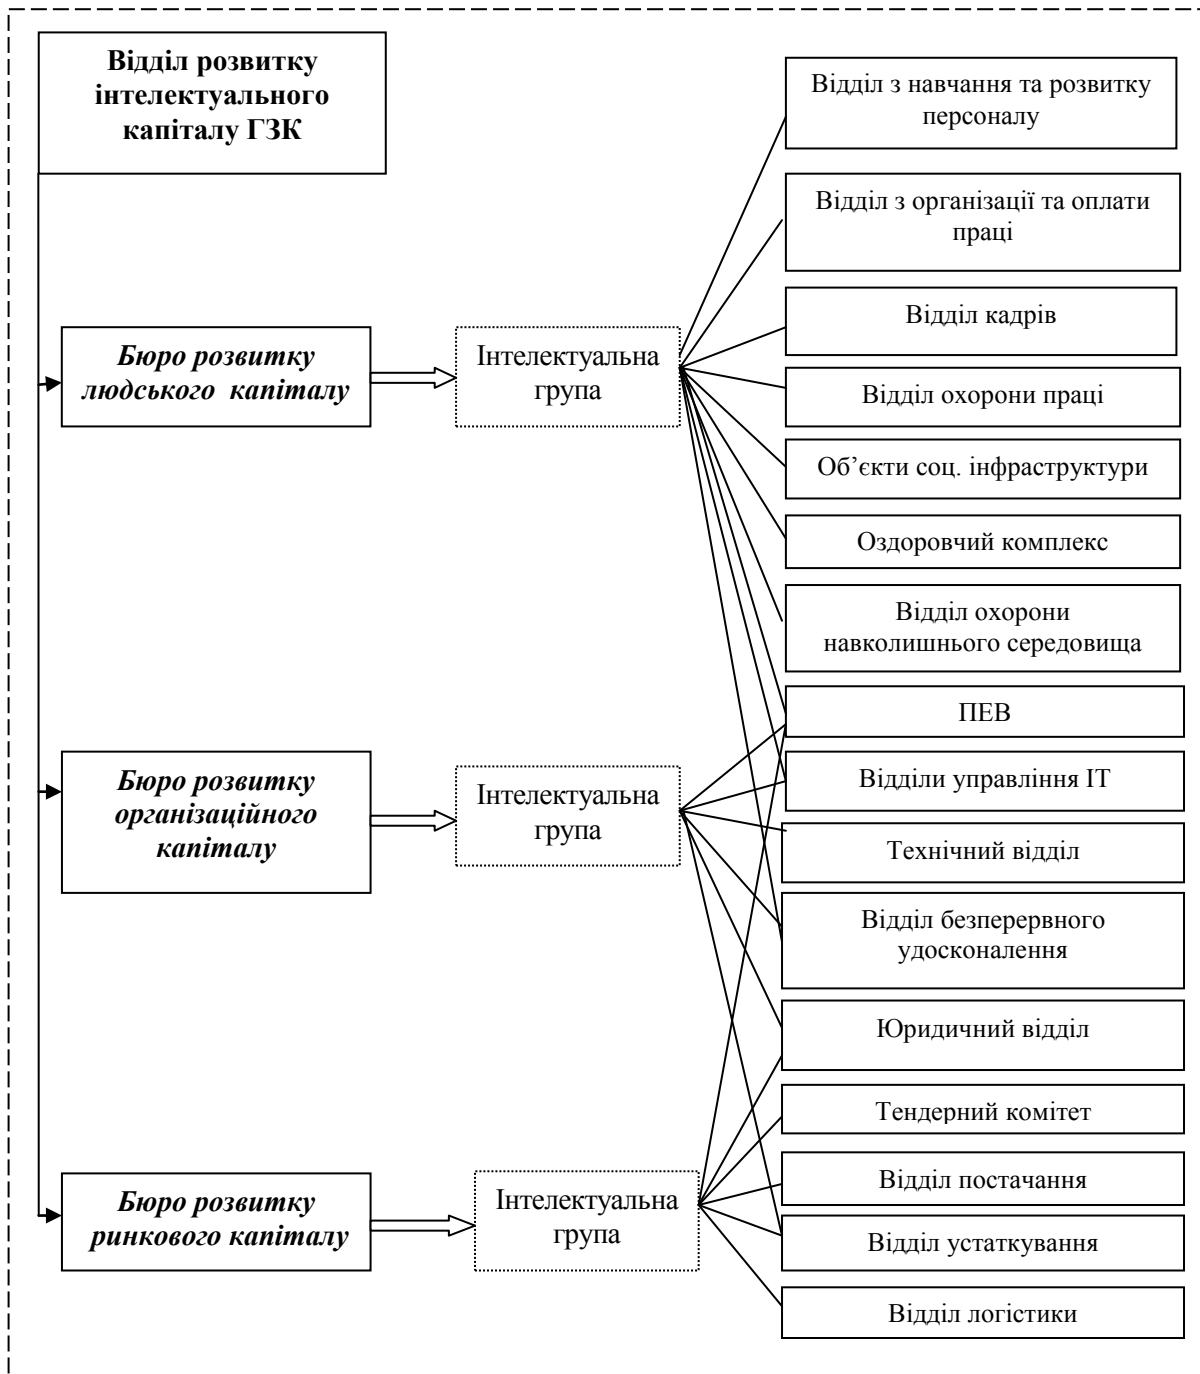 Відділ розвитку
інтелектуального
капіталу ГЗК
Бюро розвитку
людського капіталу
Інтелектуальна
група
Бюро розвитку
організаційного
капіталу
Інтелектуальна
група
Бюро розвитку
ринкового капіталу
Інтелектуальна
група
Відділ з навчання та розвитку
персоналу
Відділ з організації та оплати
праці
Відділ кадрів
Відділ охорони праці
Об’єкти соц. інфраструктури
Оздоровчий комплекс
Відділ охорони
навколишнього середовища
ПЕВ
Відділи управління ІТ
Технічний відділ
Відділ безперервного
удосконалення
Юридичний відділ
Тендерний комітет
Відділ постачання
Відділ устаткування
Відділ логістики